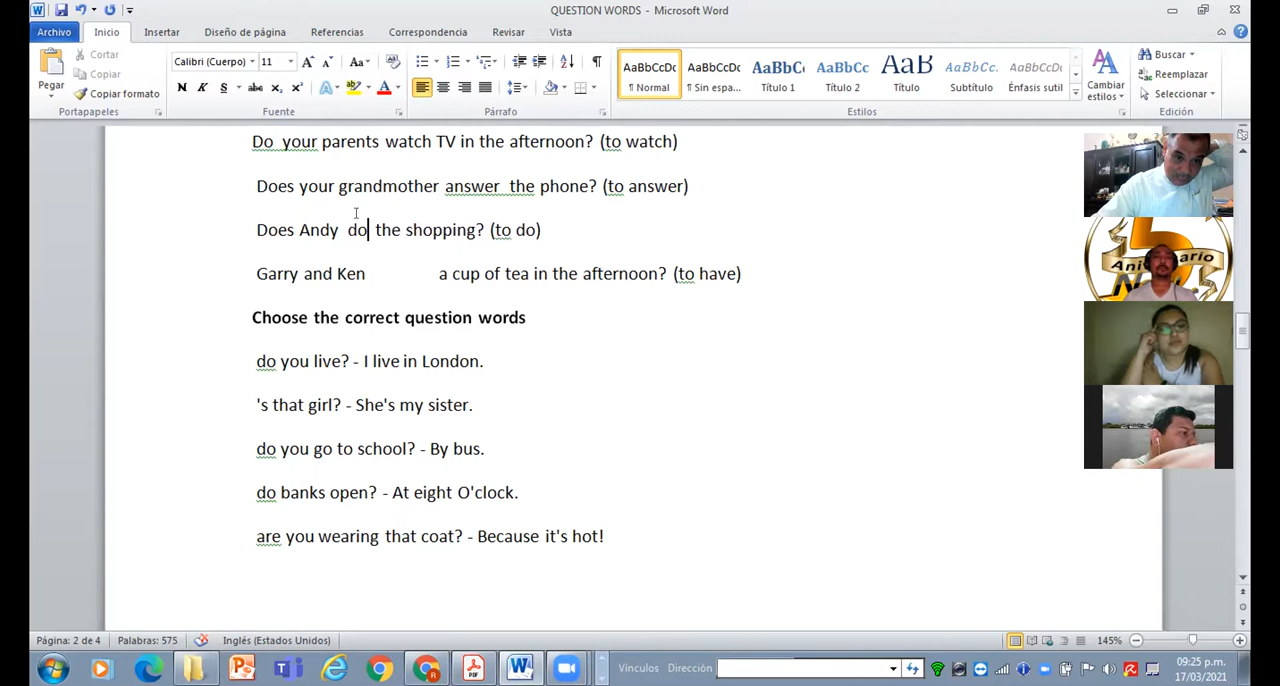 QUESTION WORDS - Microsoft Word
Archivo Inicio Insertar Diseño de página Referencias Correspondencia Revisar Vista
Pegar
Cortar
Copiar
Copiar formato
Portapapeles
Calibri (Cuerpo) 11
Fuente
Párrafo
AaBbCcDc AaBbCcDc AaBbC AaBbCc AaB AaBbCc. AaBbCcDc
¶ Normal ¶ Sin espa... Título 1 Título 2 Título Subtítulo Énfasis sutil
Estilos
Cambiar estilos
Buscar
Reemplazar
Seleccionar
Edición
Do your parents watch TV in the afternoon? (to watch)
Does your grandmother answer the phone? (to answer)
Does Andy do the shopping? (to do)
Garry and Ken a cup of tea in the afternoon? (to have)
Choose the correct question words
do you live? - I live in London.
's that girl? - She's my sister.
do you go to school? - By bus.
do banks open? - At eight O'clock.
are you wearing that coat? - Because it's hot!
Aniversario
Página: 2 de 4 Palabras: 575 Inglés (Estados Unidos) 145%
Vínculos Dirección
09:25 p.m.
17/03/2021